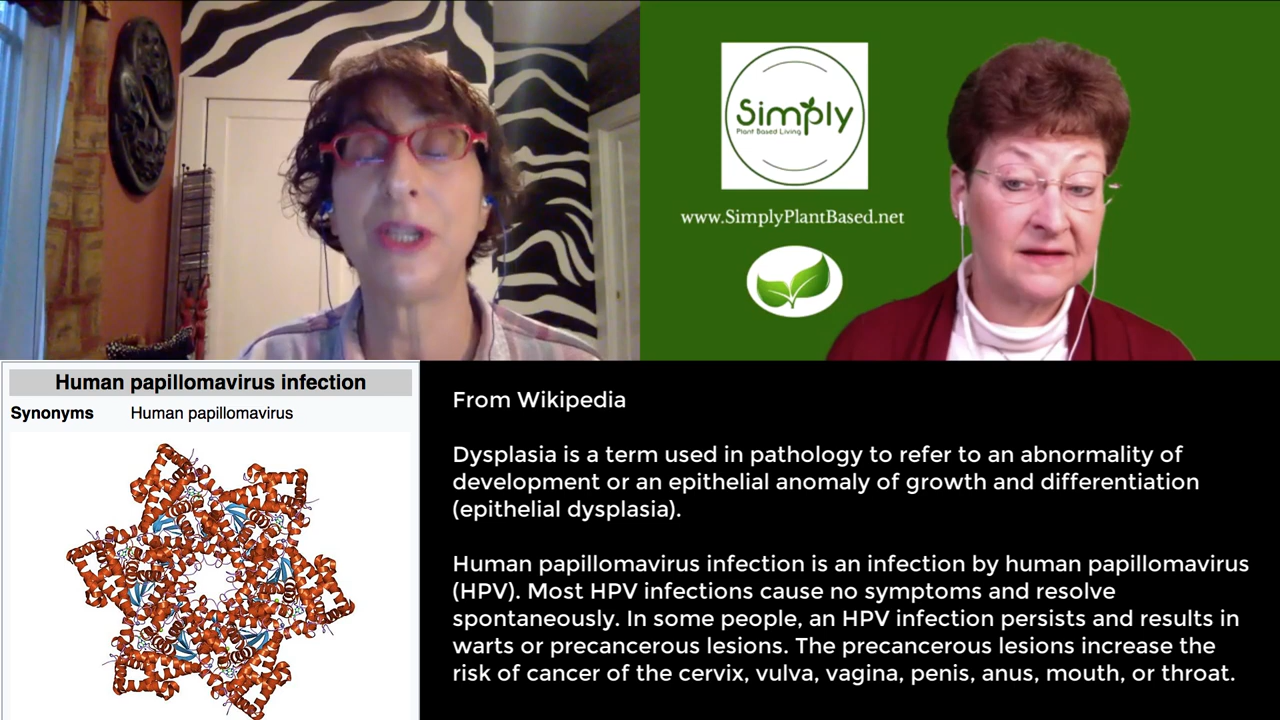 Simply
Plant Based Living
www.SimplyPlantBased.net
Human papillomavirus infection
Synonyms Human papillomavirus
From Wikipedia
Dysplasia is a term used in pathology to refer to an abnormality of
development or an epithelial anomaly of growth and differentiation
(epithelial dysplasia).
Human papillomavirus infection is an infection by human papillomavirus
(HPV). Most HPV infections cause no symptoms and resolve
spontaneously. In some people, an HPV infection persists and results in
warts or precancerous lesions. The precancerous lesions increase the
risk of cancer of the cervix, vulva, vagina, penis, anus, mouth, or throat.